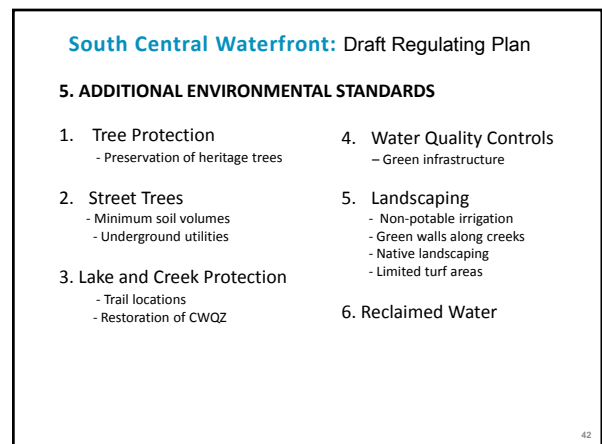 South Central Waterfront: Draft Regulating Plan
5. ADDITIONAL ENVIRONMENTAL STANDARDS
1. Tree Protection
- Preservation of heritage trees
2. Street Trees
- Minimum soil volumes
- Underground utilities
3. Lake and Creek Protection
- Trail locations
- Restoration of CWQZ
4. Water Quality Controls
– Green infrastructure
5. Landscaping
- Non-potable irrigation
- Green walls along creeks
- Native landscaping
- Limited turf areas
6. Reclaimed Water
42